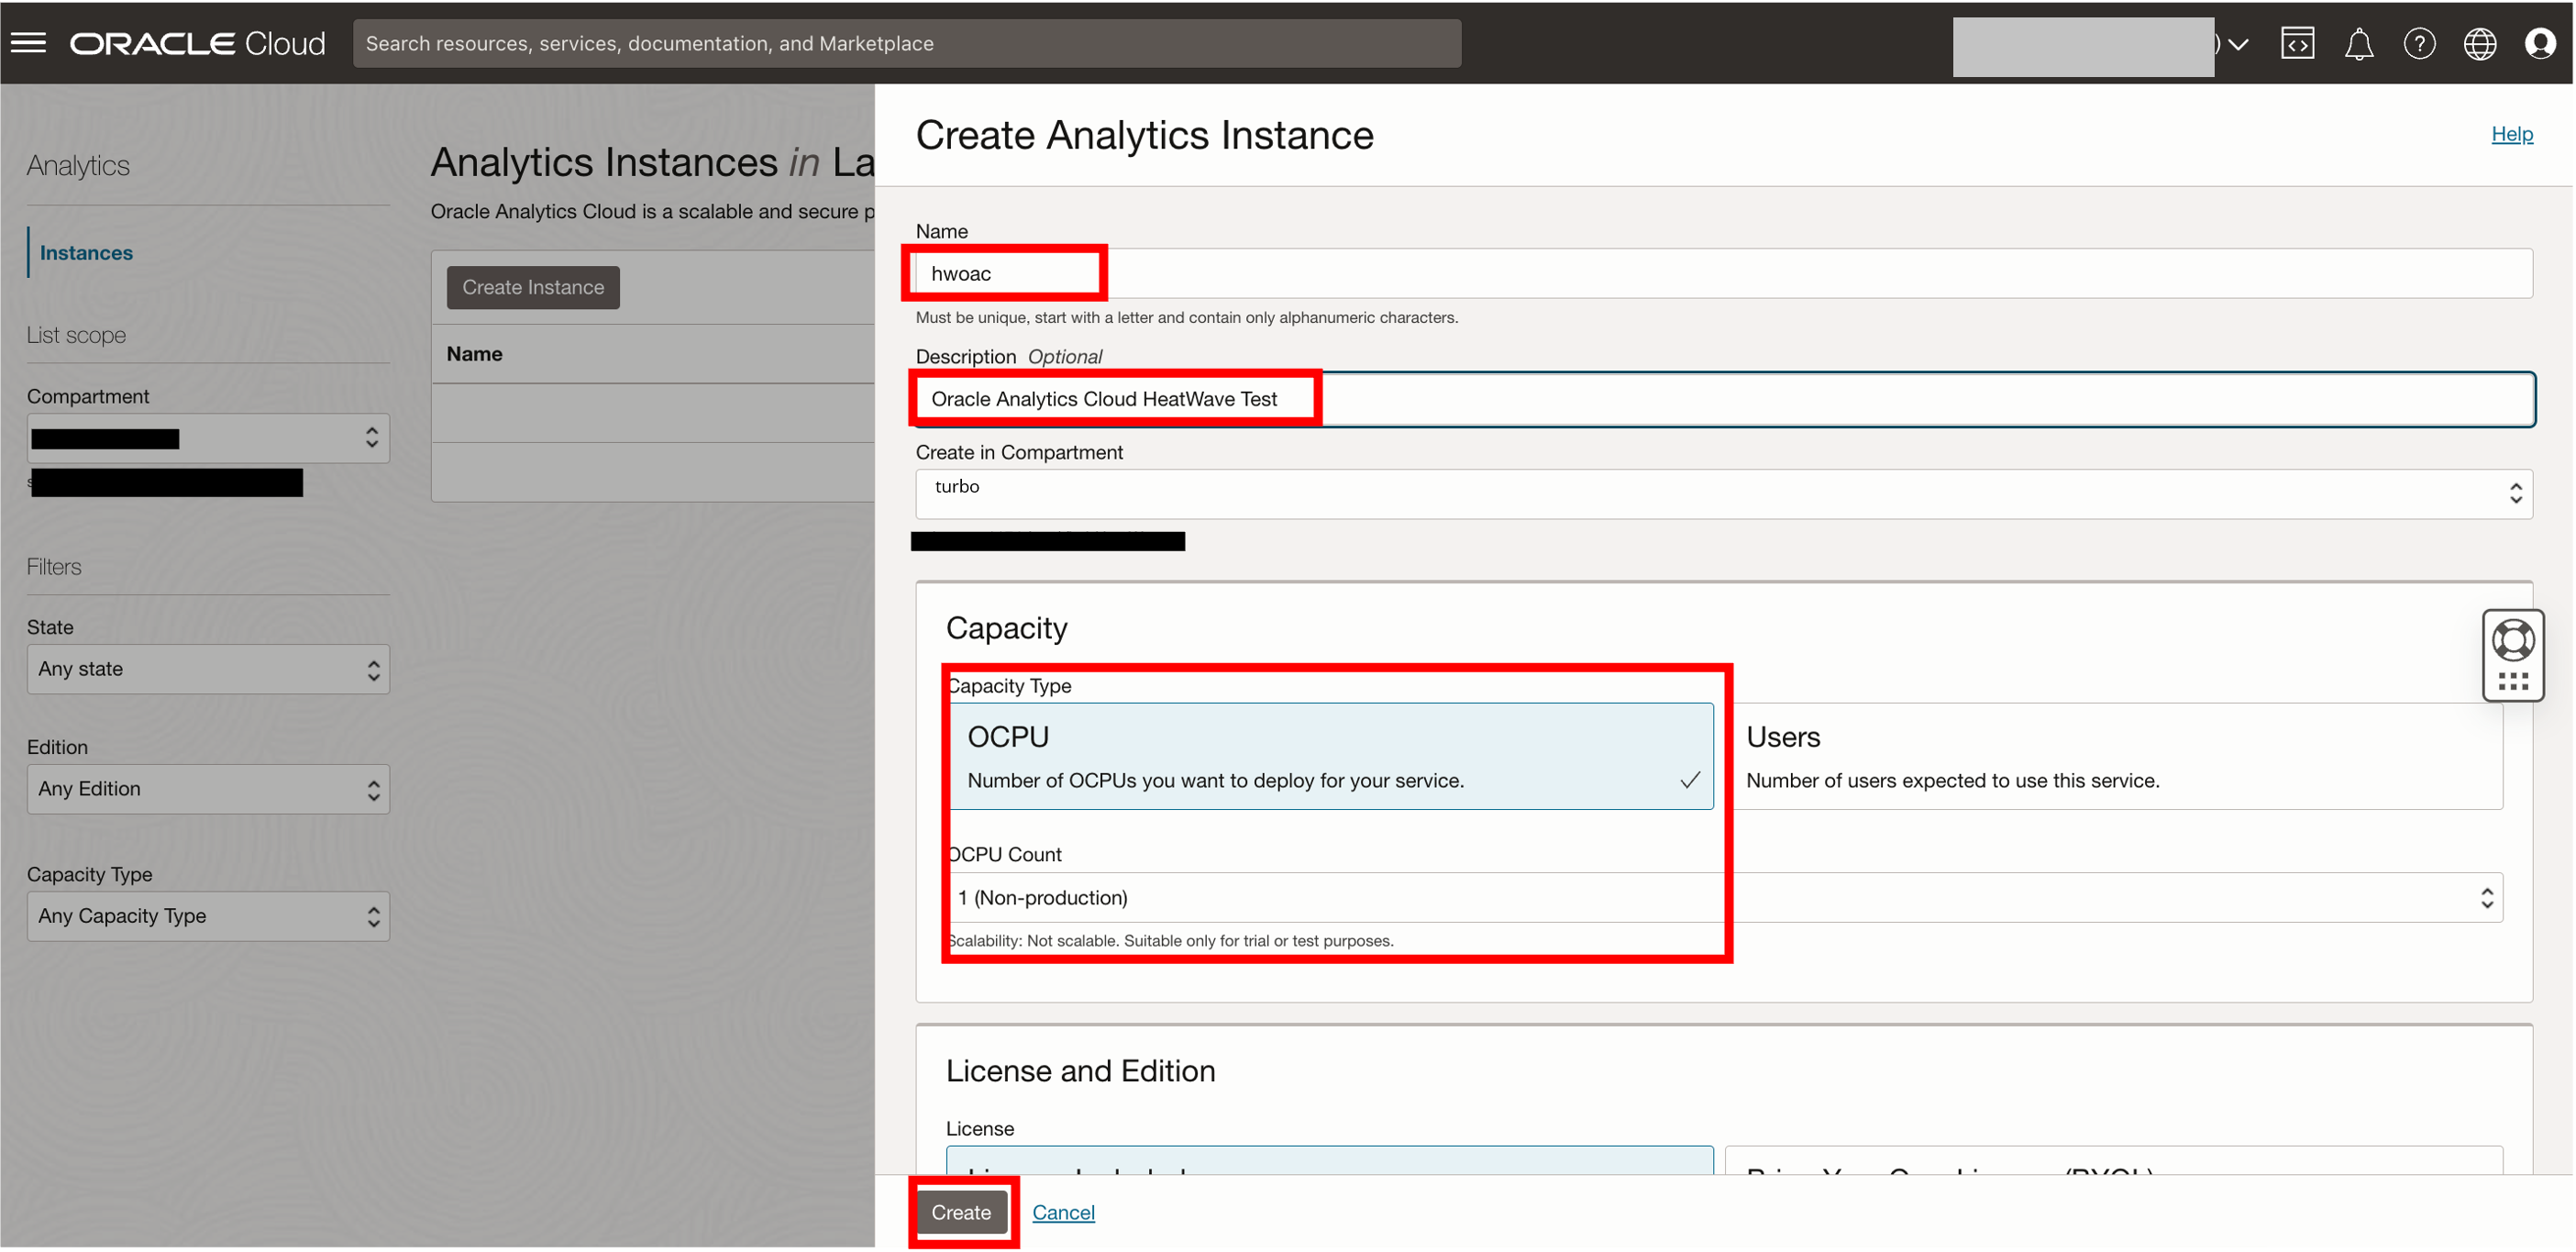 ORACLE Cloud
Search resources, services, documentation, and Marketplace
Analytics
Instances
List scope
Compartment
Filters
State
Any state
Edition
Any Edition
Capacity Type
Any Capacity Type
Analytics Instances in La
Oracle Analytics Cloud is a scalable and secure p
Create Instance
Name
Create Analytics Instance
Help
Name
hwoac
Must be unique, start with a letter and contain only alphanumeric characters.
Description Optional
Oracle Analytics Cloud HeatWave Test
Create in Compartment
turbo
Capacity
Capacity Type
OCPU
Number of OCPUs you want to deploy for your service.
Users
Number of users expected to use this service.
OCPU Count
1 (Non-production)
Scalability: Not scalable. Suitable only for trial or test purposes.
License and Edition
License
Create
Cancel